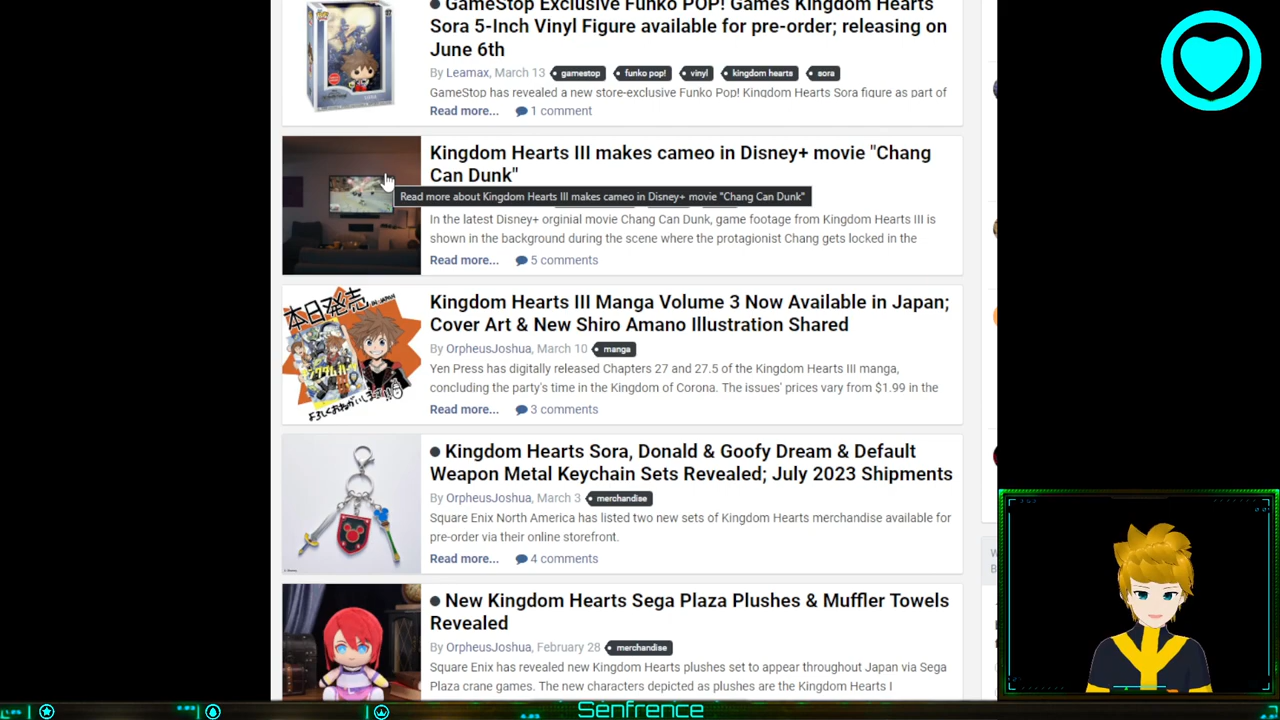 GameStop Exclusive Funko POP! Games Kingdom Hearts
Sora 5-Inch Vinyl Figure available for pre-order; releasing on
June 6th
By Leamax, March 13 gamestop funko pop! vinyl kingdom hearts sora
GameStop has revealed a new store-exclusive Funko Pop! Kingdom Hearts Sora figure as part of
Read more... 1 comment
Kingdom Hearts III makes cameo in Disney+ movie "Chang
Can Dunk"
Read more about Kingdom Hearts III makes cameo in Disney+ movie "Chang Can Dunk"
In the latest Disney+ orginial movie Chang Can Dunk, game footage from Kingdom Hearts III is
shown in the background during the scene where the protagonist Chang gets locked in the
Read more... 5 comments
本日発売
Kingdom Hearts III Manga Volume 3 Now Available in Japan;
Cover Art & New Shiro Amano Illustration Shared
By OrpheusJoshua, March 10 manga
Yen Press has digitally released Chapters 27 and 27.5 of the Kingdom Hearts III manga,
concluding the party's time in the Kingdom of Corona. The issues' prices vary from $1.99 in the
よろしくおねがいします
Read more... 3 comments
Kingdom Hearts Sora, Donald & Goofy Dream & Default
Weapon Metal Keychain Sets Revealed; July 2023 Shipments
By OrpheusJoshua, March 3 merchandise
Square Enix North America has listed two new sets of Kingdom Hearts merchandise available for
pre-order via their online storefront.
Read more... 4 comments
New Kingdom Hearts Sega Plaza Plushes & Muffler Towels
Revealed
By OrpheusJoshua, February 28 merchandise
Square Enix has revealed new Kingdom Hearts plushes set to appear throughout Japan via Sega
Plaza crane games. The new characters depicted as plushes are the Kingdom Hearts I
Senfrence